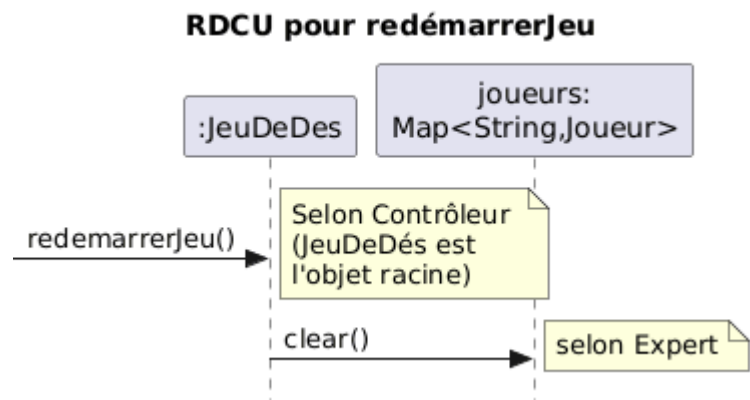 RDCU pour redémarrerJeu
:JeuDeDes
joueurs:
Map<String,Joueur>
Selon Contrôleur
(JeuDeDés est
l'objet racine)
redemarrerJeu()
clear()
selon Expert